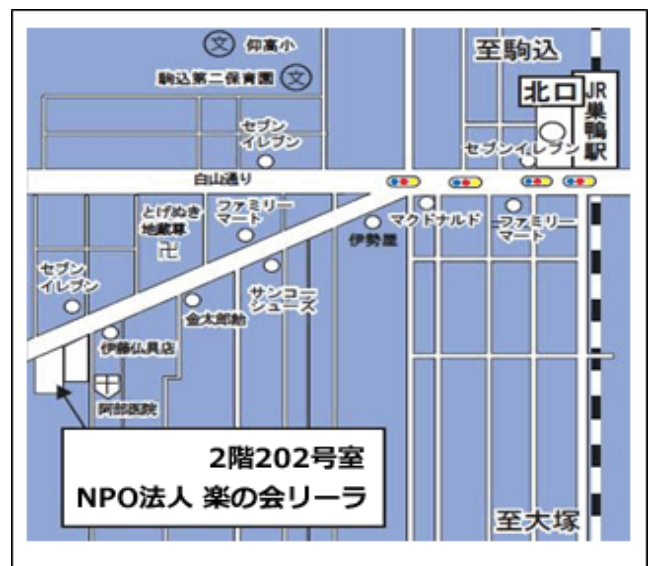 仰高小
駒込第二保育園
至駒込
北口
JR巣鴨駅
セブン
イレブン
セブンイレブン
白山通り
とげぬき
地蔵尊
ファミリー
マート
伊勢屋
マクドナルド
ファミリー
マート
セブン
イレブン
サンコー
シューズ
金太郎飴
伊藤仏具店
阿部医院
2階202号室
NPO法人 楽の会リーラ
至大塚